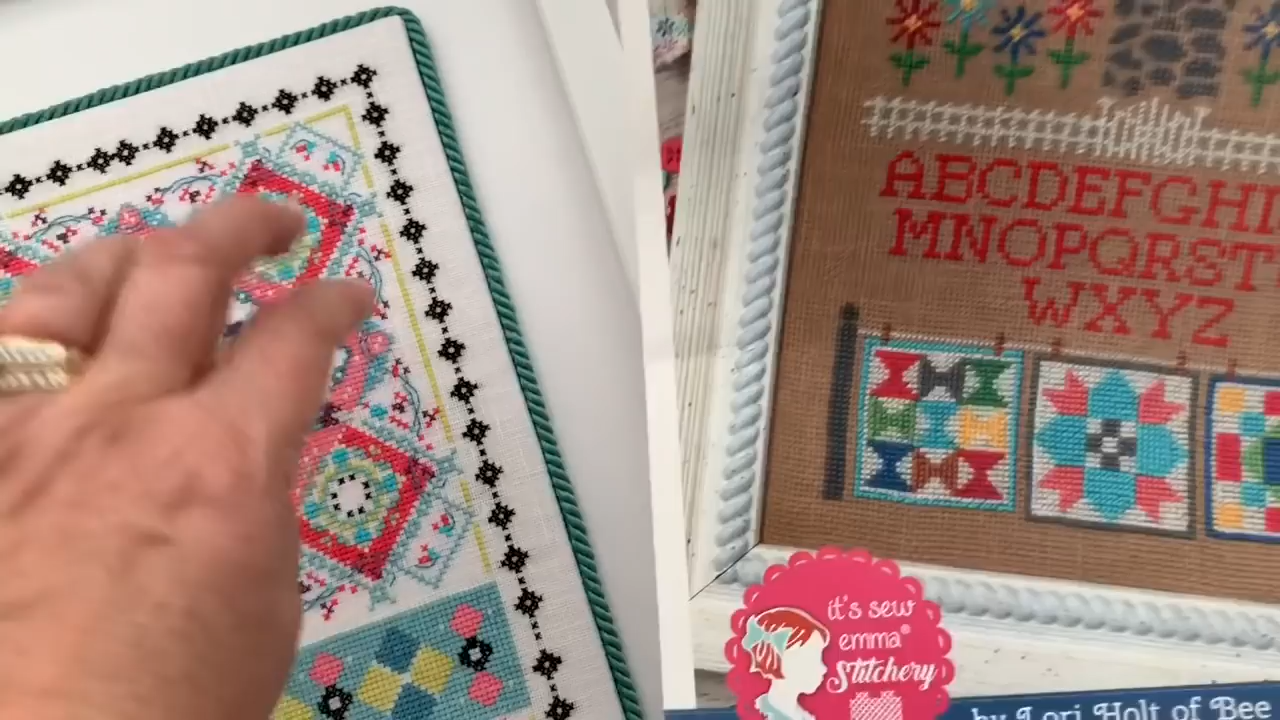 ABCDEFGHI
MNOPQRST
WXYZ
it's sew
emma®
Stitchery
by Lori Holt of Bee